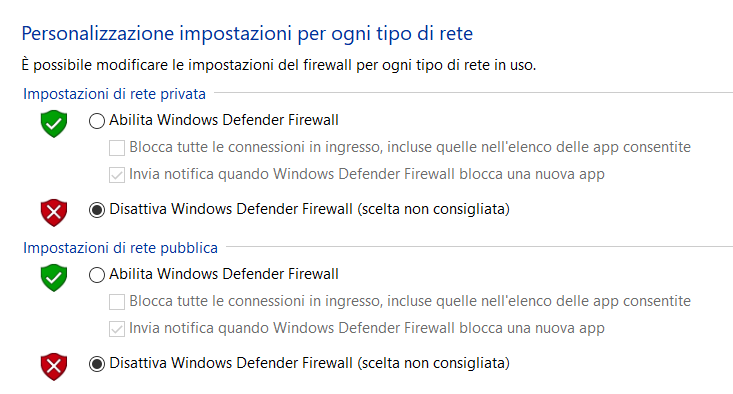 Personalizzazione impostazioni per ogni tipo di rete
È possibile modificare le impostazioni del firewall per ogni tipo di rete in uso.
Impostazioni di rete privata
Abilita Windows Defender Firewall
Blocca tutte le connessioni in ingresso, incluse quelle nell'elenco delle app consentite
Invia notifica quando Windows Defender Firewall blocca una nuova app
Disattiva Windows Defender Firewall (scelta non consigliata)
Impostazioni di rete pubblica
Abilita Windows Defender Firewall
Blocca tutte le connessioni in ingresso, incluse quelle nell'elenco delle app consentite
Invia notifica quando Windows Defender Firewall blocca una nuova app
Disattiva Windows Defender Firewall (scelta non consigliata)